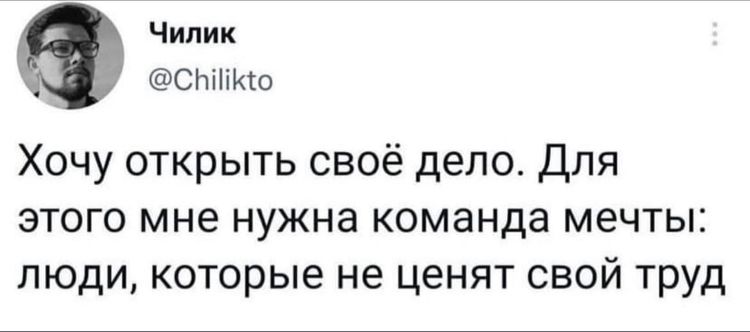 Чилик
@Chilikto
Хочу открыть своё дело. Для
этого мне нужна команда мечты:
люди, которые не ценят свой труд